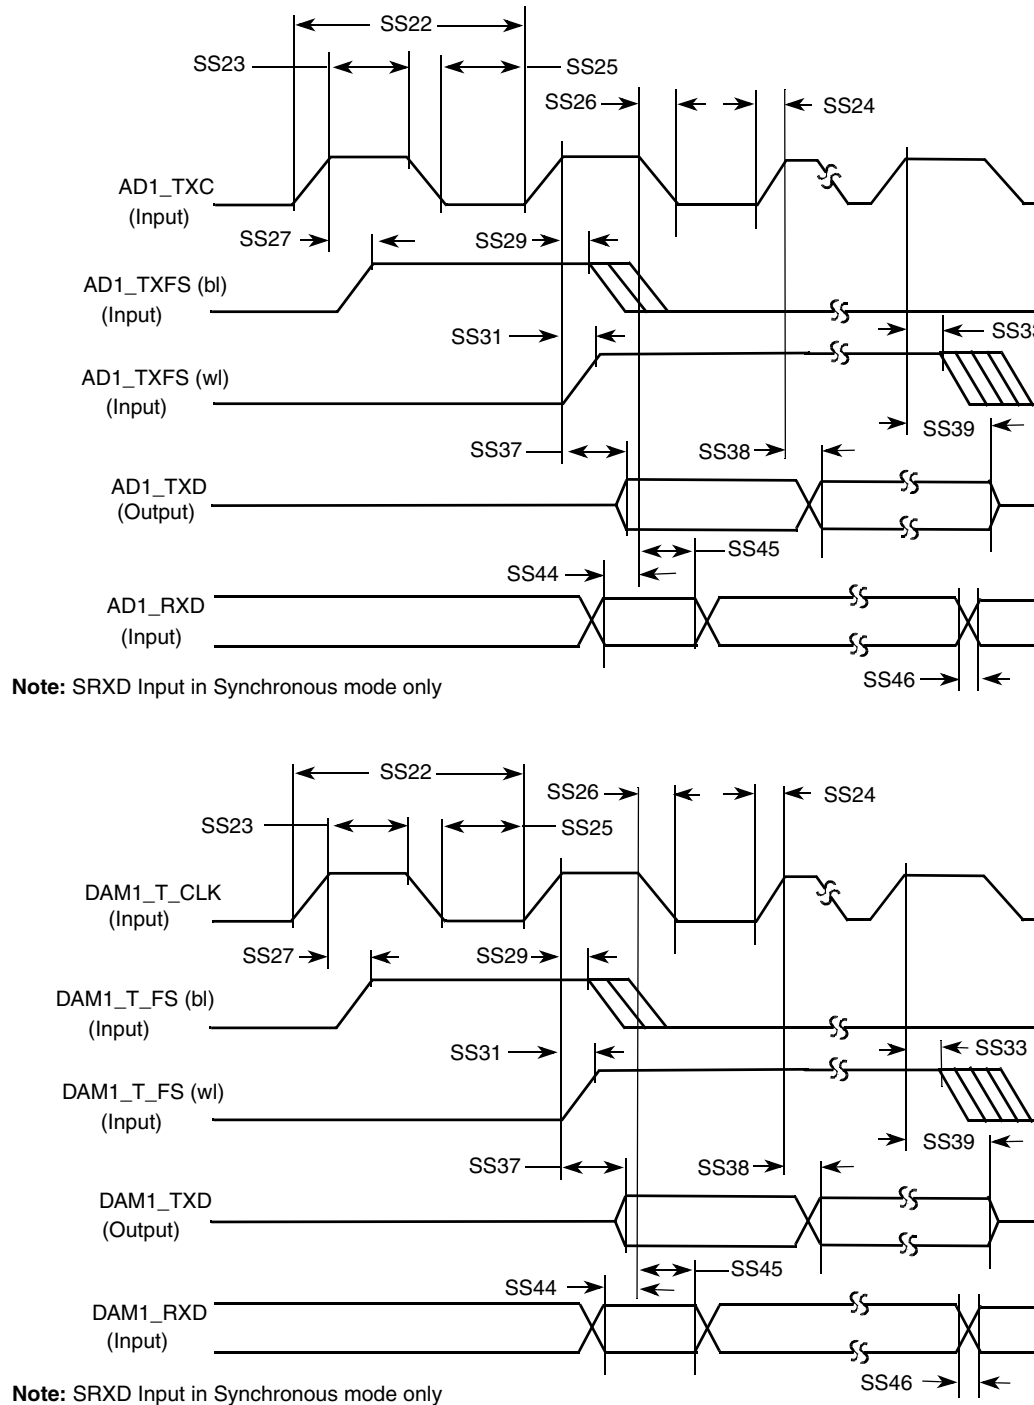 SS22
SS23
SS25
SS26
SS24
AD1_TXC
(Input)
SS27
SS29
AD1_TXFS (bl)
(Input)
SS31
SS33
AD1_TXFS (wl)
(Input)
SS39
SS37
SS38
AD1_TXD
(Output)
SS45
SS44
AD1_RXD
(Input)
SS46
Note: SRXD Input in Synchronous mode only
SS22
SS26
SS24
SS23
SS25
DAM1_T_CLK
(Input)
SS27
SS29
DAM1_T_FS (bl)
(Input)
SS31
SS33
DAM1_T_FS (wl)
(Input)
SS39
SS37
SS38
DAM1_TXD
(Output)
SS45
SS44
DAM1_RXD
(Input)
SS46
Note: SRXD Input in Synchronous mode only